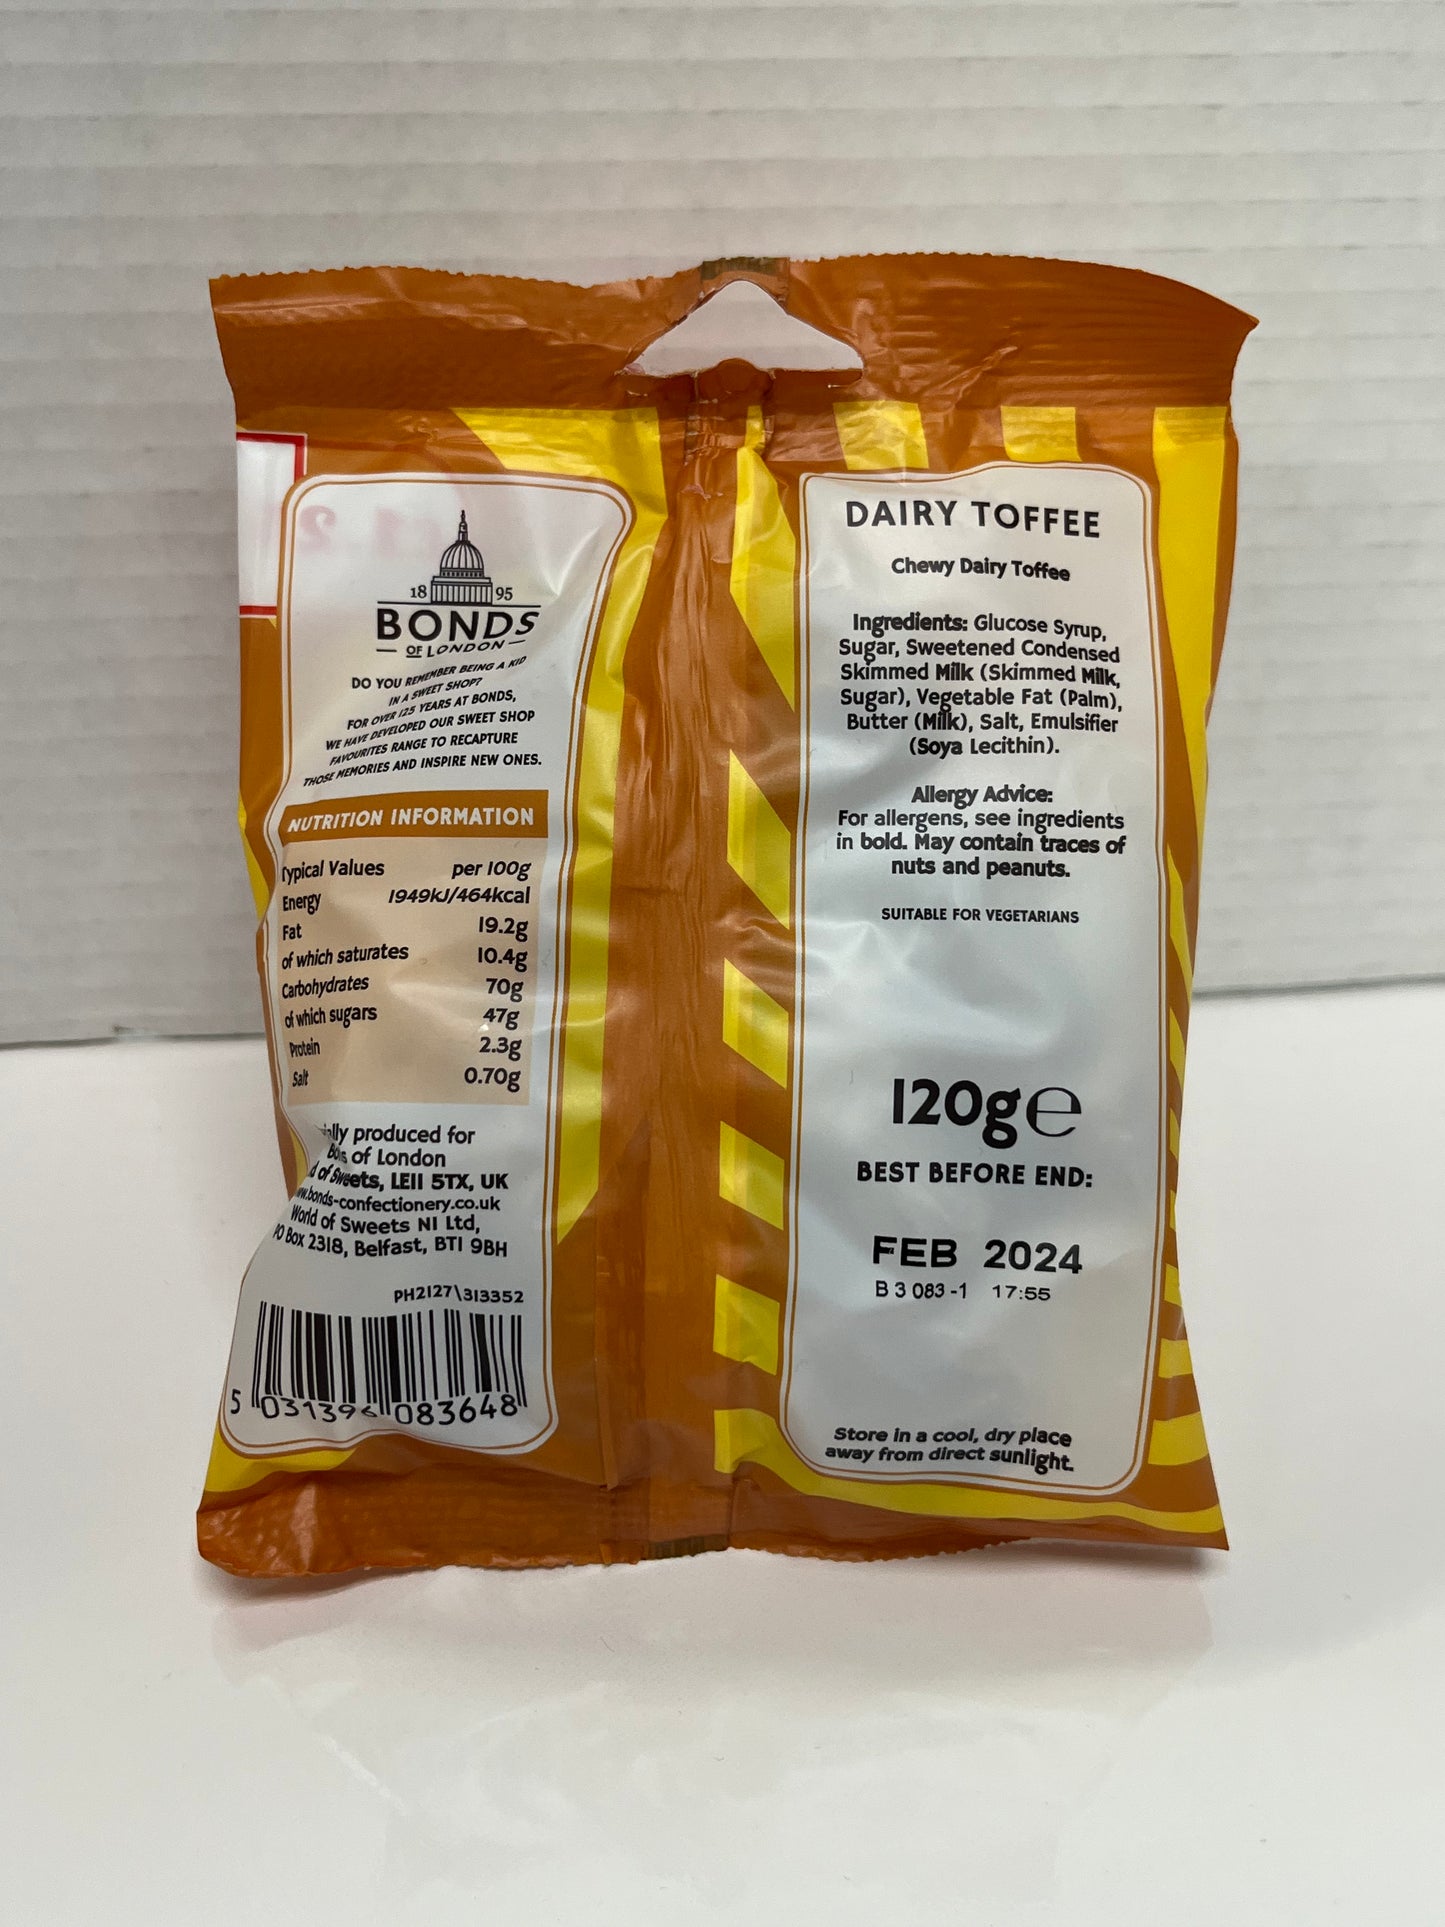 18 95
BONDS
OF LONDON
DO YOU REMEMBER BEING A KID
IN A SWEET SHOP?
FOR OVER 125 YEARS AT BONDS,
WE HAVE DEVELOPED OUR SWEET SHOP
FAVOURITES RANGE TO RECAPTURE
THOSE MEMORIES AND INSPIRE NEW ONES.
NUTRITION INFORMATION
Typical Values per 100g
Energy 1949kJ/464kcal
Fat 19.2g
of which saturates 10.4g
Carbohydrates 70g
of which sugars 47g
Protein 2.3g
Salt 0.70g
produced for
of London
of Sweets, LE11 5TX, UK
www.bonds-confectionery.co.uk
World of Sweets NI Ltd,
PO Box 2318, Belfast, BT1 9BH
PH2127\313352
5 031396 083648
DAIRY TOFFEE
Chewy Dairy Toffee
Ingredients: Glucose Syrup,
Sugar, Sweetened Condensed
Skimmed Milk (Skimmed Milk,
Sugar), Vegetable Fat (Palm),
Butter (Milk), Salt, Emulsifier
(Soya Lecithin).
Allergy Advice:
For allergens, see ingredients
in bold. May contain traces of
nuts and peanuts.
SUITABLE FOR VEGETARIANS
120g e
BEST BEFORE END:
FEB 2024
B 3 083 -1 17:55
Store in a cool, dry place
away from direct sunlight.